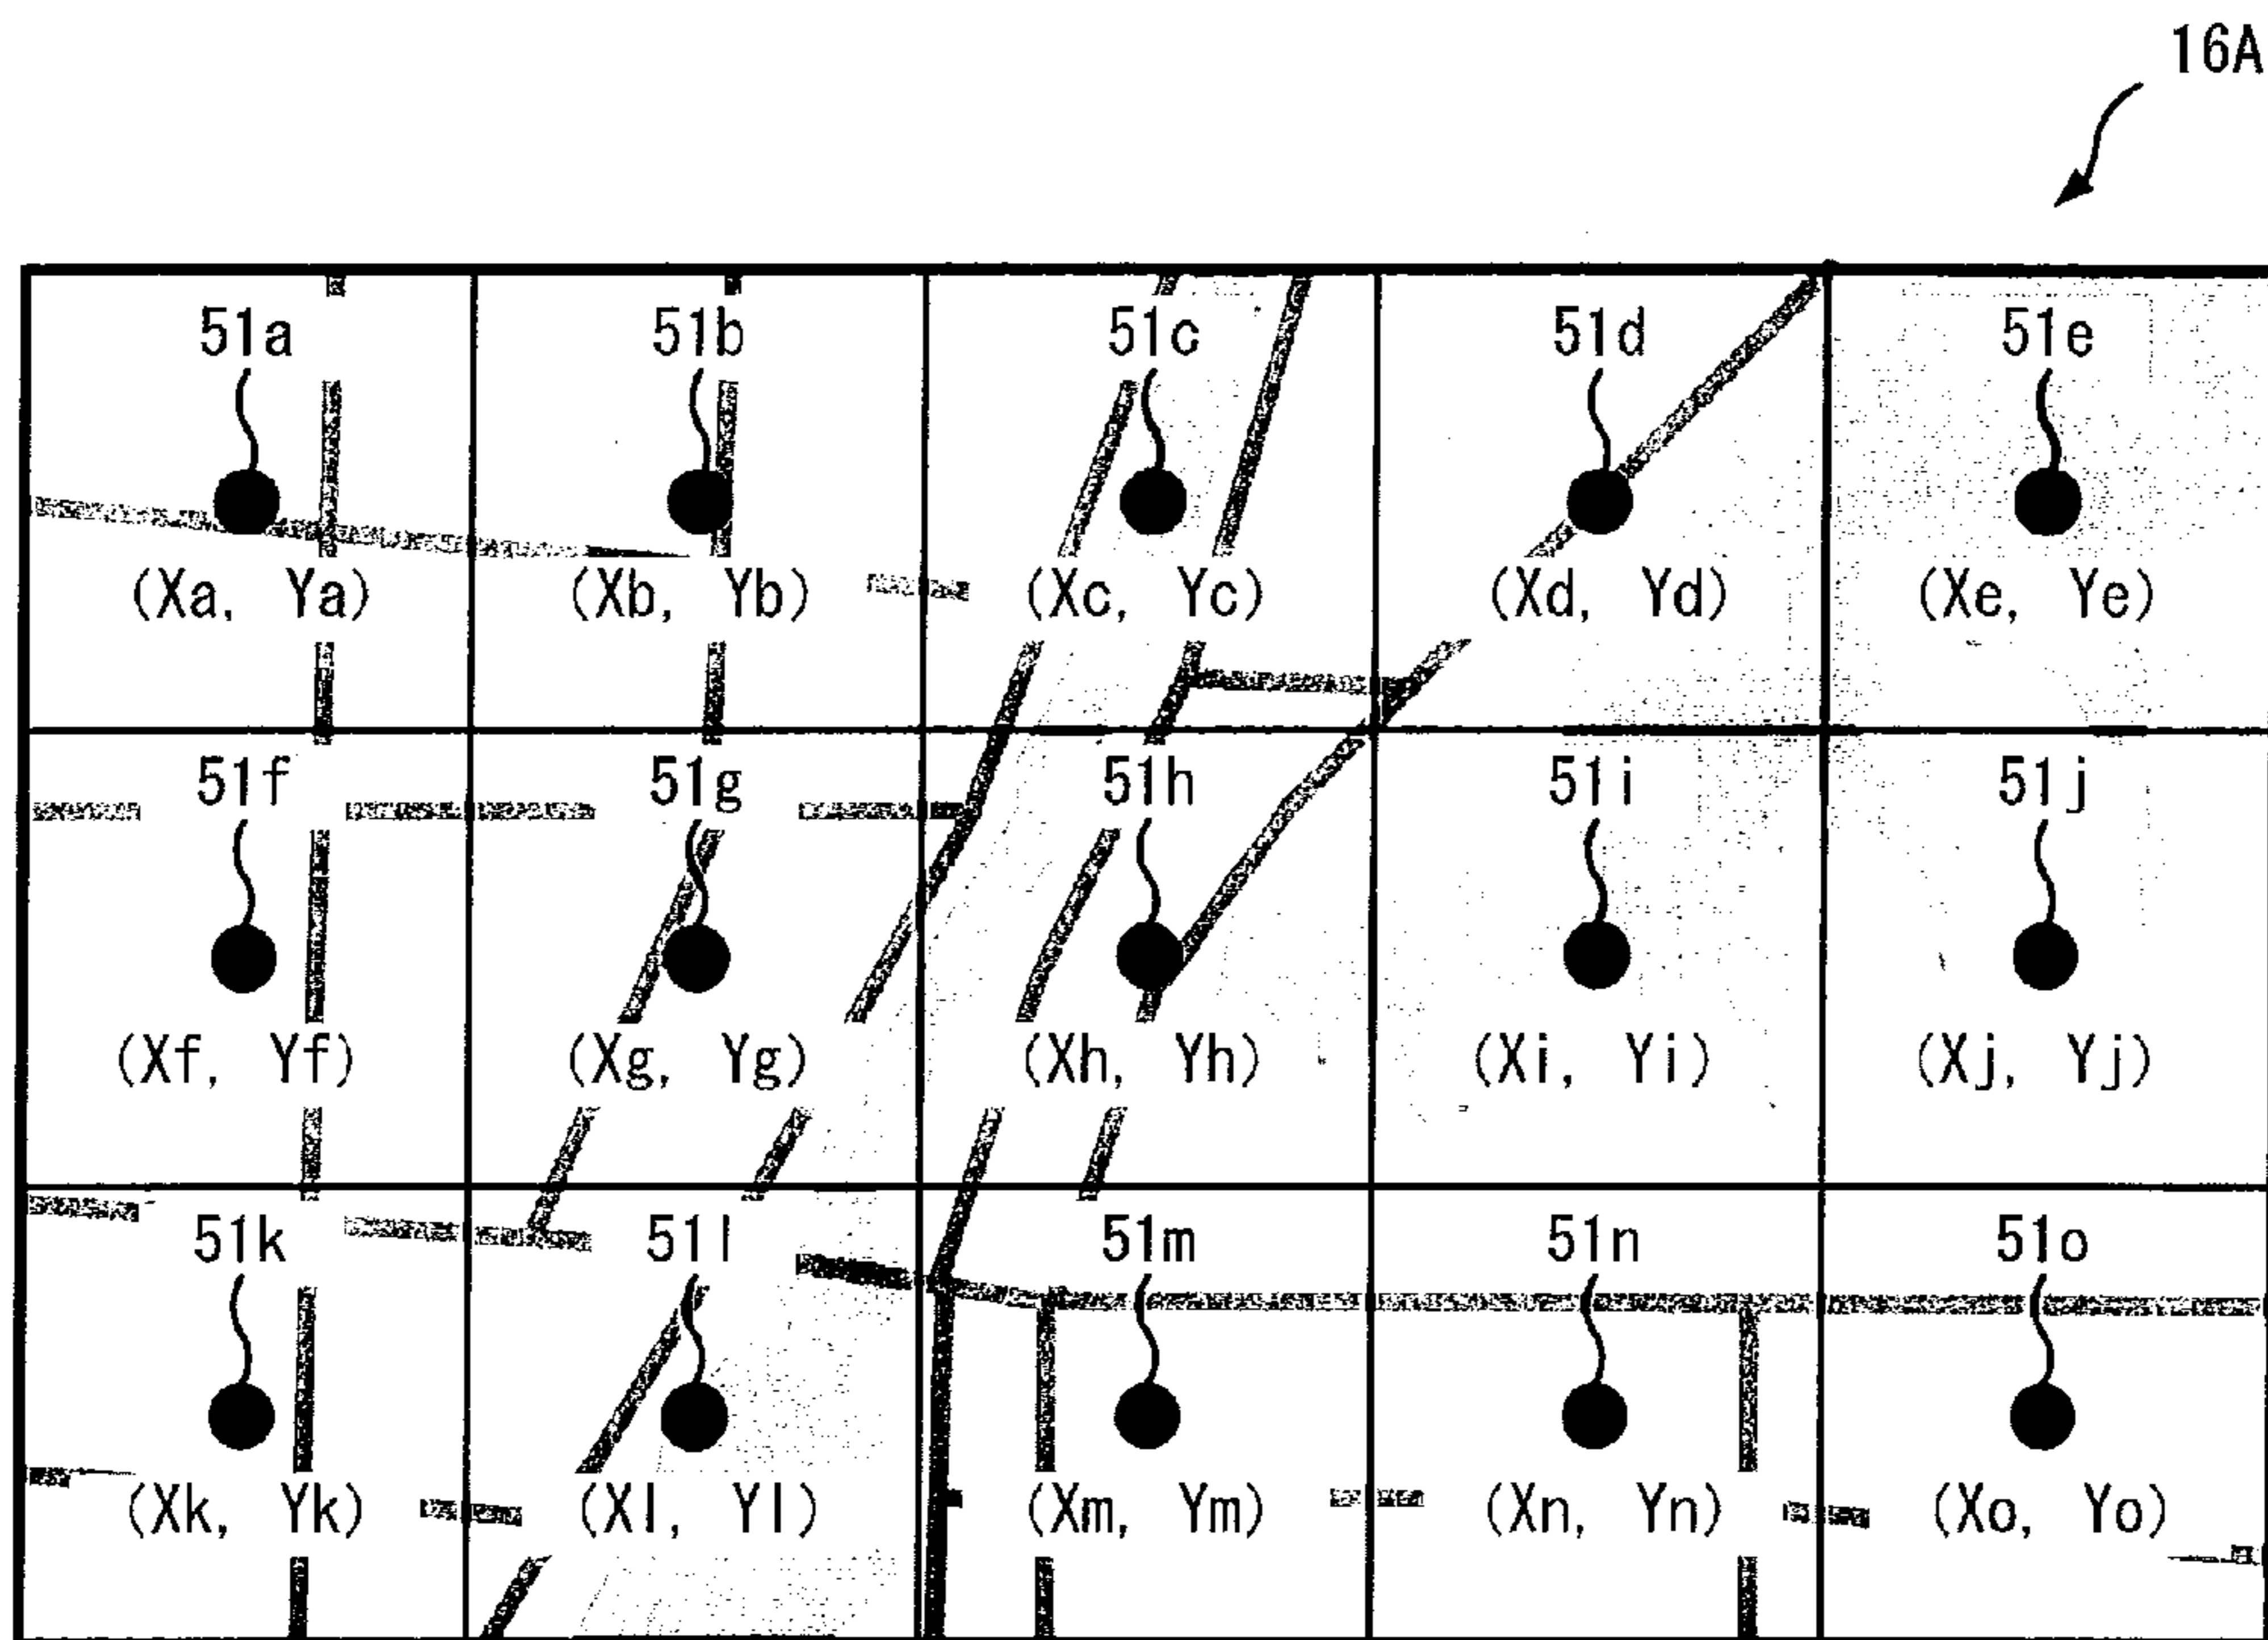 16A
51a 51b 51c 51d 51e
(Xa, Ya) (Xb, Yb) (Xc, Yc) (Xd, Yd) (Xe, Ye)
51f 51g 51h 51i 51j
(Xf, Yf) (Xg, Yg) (Xh, Yh) (Xi, Yi) (Xj, Yj)
51k 51l 51m 51n 51o
(Xk, Yk) (Xl, Yl) (Xm, Ym) (Xn, Yn) (Xo, Yo)